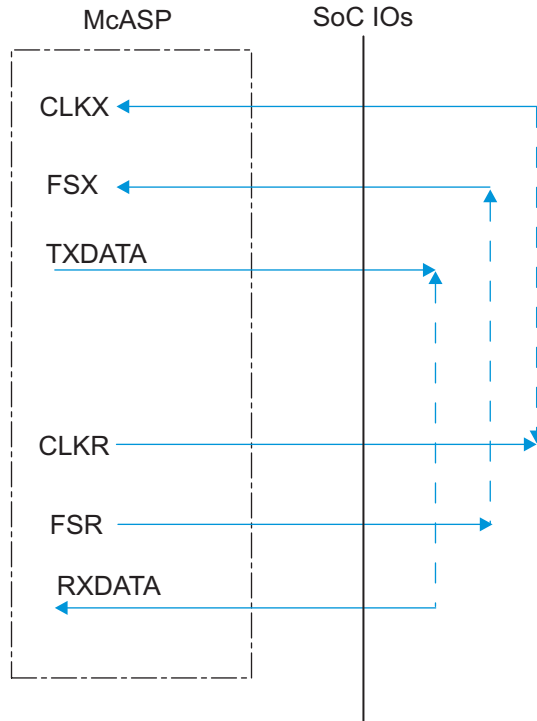 McASP
SoC IOs
CLKX
FSX
TXDATA
CLKR
FSR
RXDATA